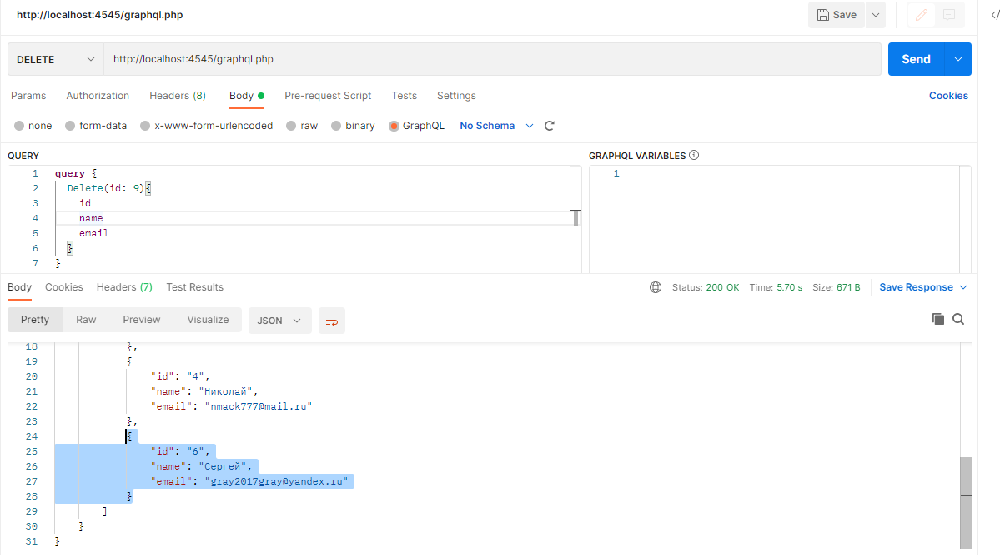 http://localhost:4545/graphql.php
Save
DELETE
http://localhost:4545/graphql.php
Send
Params Authorization Headers (8) Body Pre-request Script Tests Settings Cookies
none form-data x-www-form-urlencoded raw binary GraphQL No Schema
QUERY
GRAPHQL VARIABLES
1 query {
2 Delete(id: 9){
3 id
4 name
5 email
6 }
7 }
1
Body Cookies Headers (7) Test Results
Status: 200 OK Time: 5.70 s Size: 671 B Save Response
Pretty Raw Preview Visualize JSON
18 },
19 {
20 "id": "4",
21 "name": "Николай",
22 "email": "nmack777@mail.ru"
23 },
24 {
25 "id": "6",
26 "name": "Сергей",
27 "email": "gray2017gray@yandex.ru"
28 }
29 ]
30 }
31 }